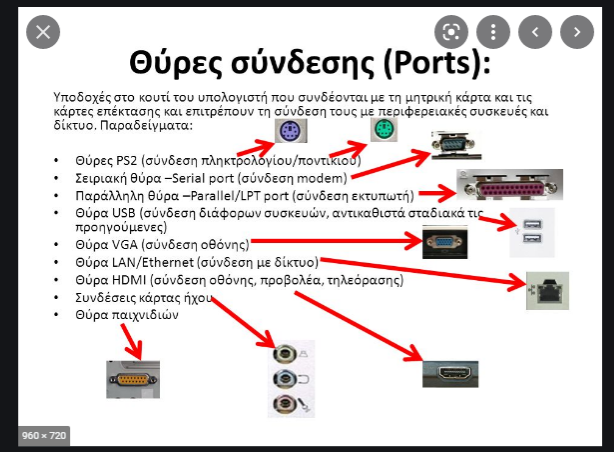 Θύρες σύνδεσης (Ports):
Υποδοχές στο κουτί του υπολογιστή που συνδέονται με τη μητρική κάρτα και τις
κάρτες επέκτασης και επιτρέπουν τη σύνδεση τους με περιφερειακές συσκευές και
δίκτυο. Παραδείγματα:
• Θύρες PS2 (σύνδεση πληκτρολογίου/ποντικιού)
• Σειριακή θύρα –Serial port (σύνδεση modem)
• Παράλληλη θύρα –Parallel/LPT port (σύνδεση εκτυπωτή)
• Θύρα USB (σύνδεση διάφορων συσκευών, αντικαθιστά σταδιακά τις
προηγούμενες)
• Θύρα VGA (σύνδεση οθόνης)
• Θύρα LAN/Ethernet (σύνδεση με δίκτυο)
• Θύρα HDMI (σύνδεση οθόνης, προβολέα, τηλεόρασης)
• Συνδέσεις κάρτας ήχου
• Θύρα παιχνιδιών
960 × 720